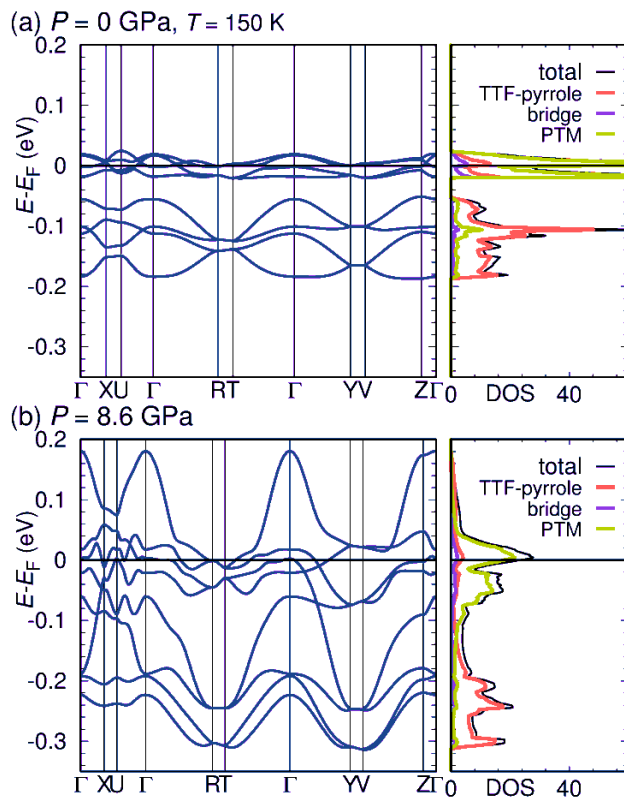 (a) P = 0 GPa, T = 150 K
0.2
0.1
0
-0.1
-0.2
-0.3
E-E_F (eV)
Γ XU Γ RT Γ YV ZΓ
total
TTF-pyrrole
bridge
PTM
0 DOS 40
(b) P = 8.6 GPa
0.2
0.1
0
-0.1
-0.2
-0.3
E-E_F (eV)
Γ XU Γ RT Γ YV ZΓ
total
TTF-pyrrole
bridge
PTM
0 DOS 40